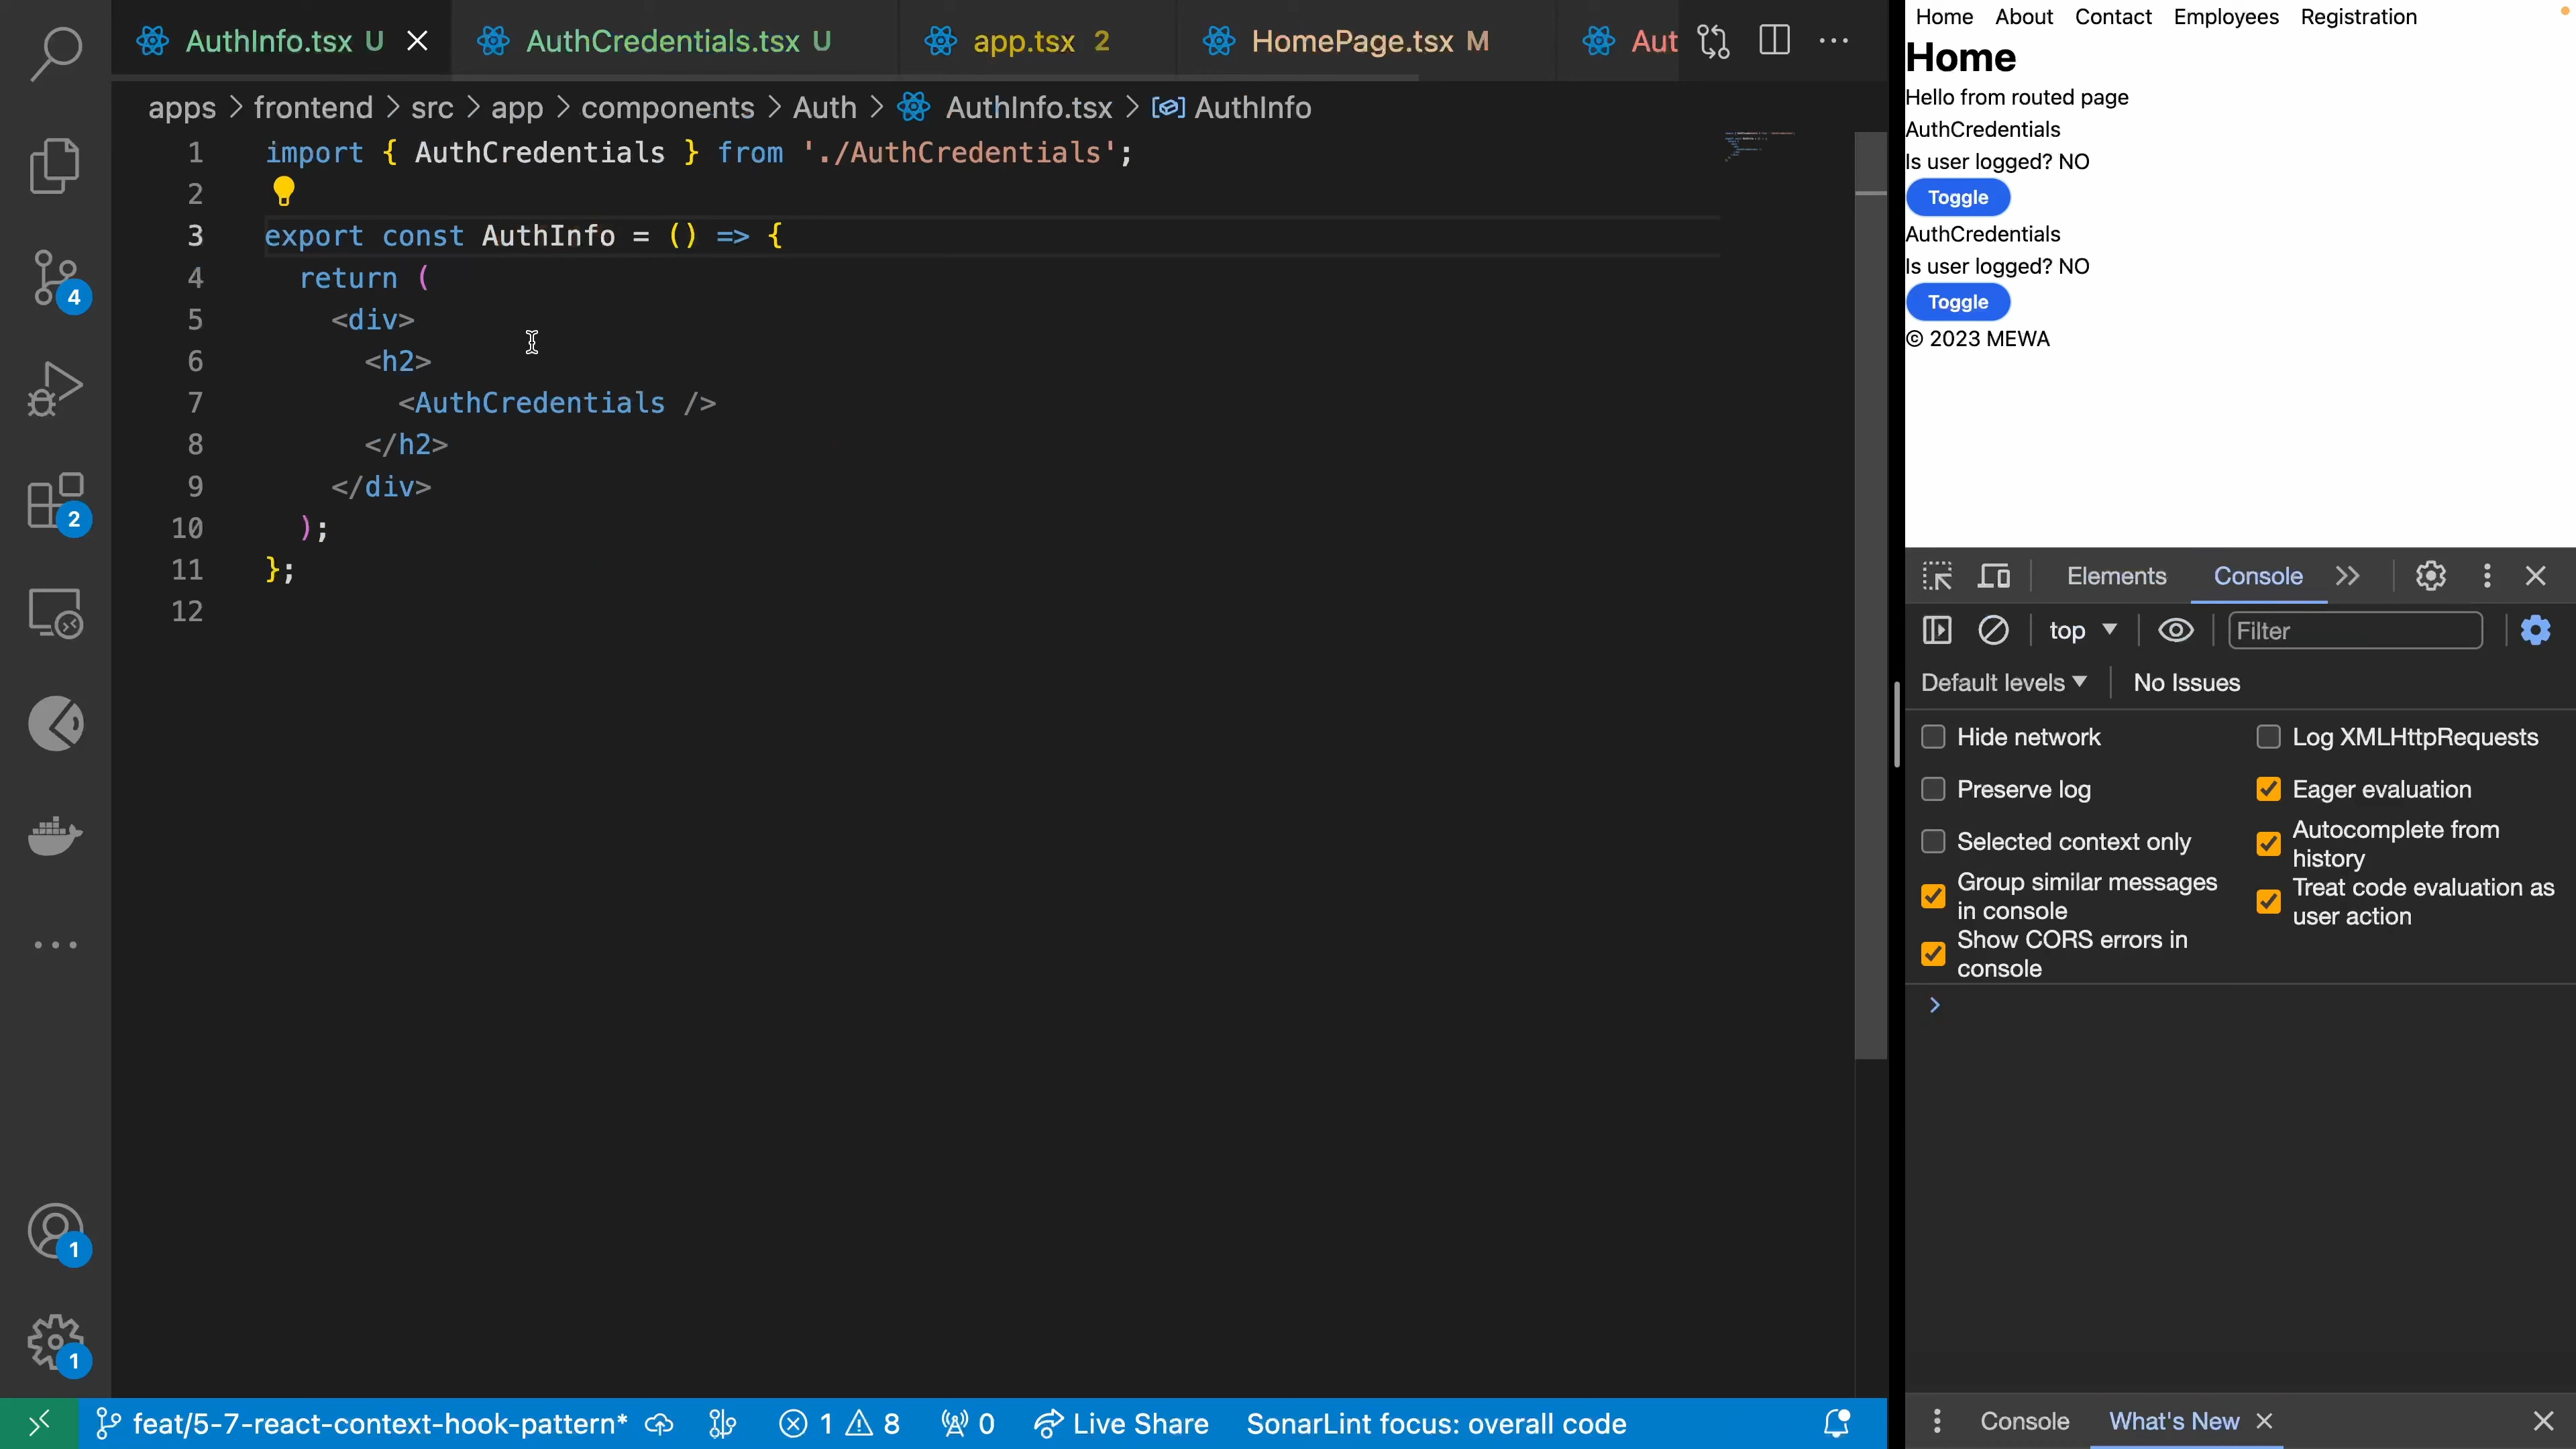 AuthInfo.tsx U
AuthCredentials.tsx U
app.tsx 2
HomePage.tsx M
Aut
apps > frontend > src > app > components > Auth > AuthInfo.tsx > AuthInfo
1 import { AuthCredentials } from './AuthCredentials';
2
3 export const AuthInfo = () => {
4 return (
5 <div>
6 <h2>
7 <AuthCredentials />
8 </h2>
9 </div>
10 );
11 };
12
4
2
1
1
feat/5-7-react-context-hook-pattern* 1 8 0 Live Share SonarLint focus: overall code
Home About Contact Employees Registration
Home
Hello from routed page
AuthCredentials
Is user logged? NO
Toggle
AuthCredentials
Is user logged? NO
Toggle
© 2023 MEWA
Elements Console
top Filter
Default levels No Issues
Hide network
Log XMLHttpRequests
Preserve log
Eager evaluation
Selected context only
Autocomplete from
history
Group similar messages
in console
Treat code evaluation as
user action
Show CORS errors in
console
Console What's New